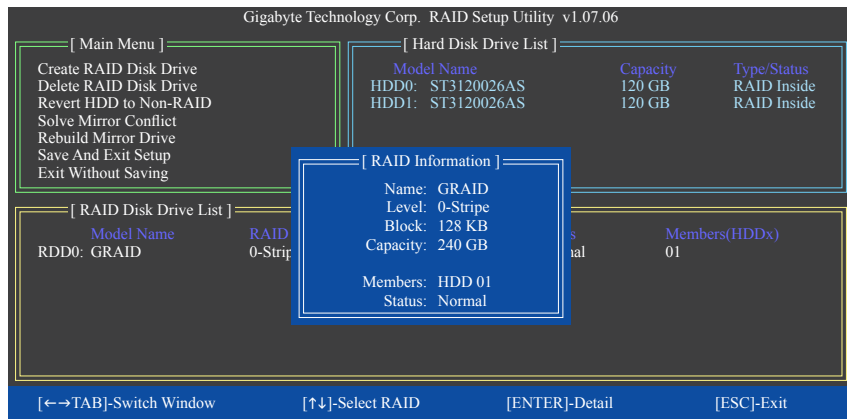 Gigabyte Technology Corp. RAID Setup Utility v1.07.06
[ Main Menu ]
Create RAID Disk Drive
Delete RAID Disk Drive
Revert HDD to Non-RAID
Solve Mirror Conflict
Rebuild Mirror Drive
Save And Exit Setup
Exit Without Saving
[ Hard Disk Drive List ]
Model Name Capacity Type/Status
HDD0: ST3120026AS 120 GB RAID Inside
HDD1: ST3120026AS 120 GB RAID Inside
[ RAID Information ]
Name: GRAID
Level: 0-Stripe
Block: 128 KB
Capacity: 240 GB
Members: HDD 01
Status: Normal
[ RAID Disk Drive List ]
Model Name RAID Members(HDDx)
RDD0: GRAID 01
[←→TAB]-Switch Window [↑↓]-Select RAID [ENTER]-Detail [ESC]-Exit